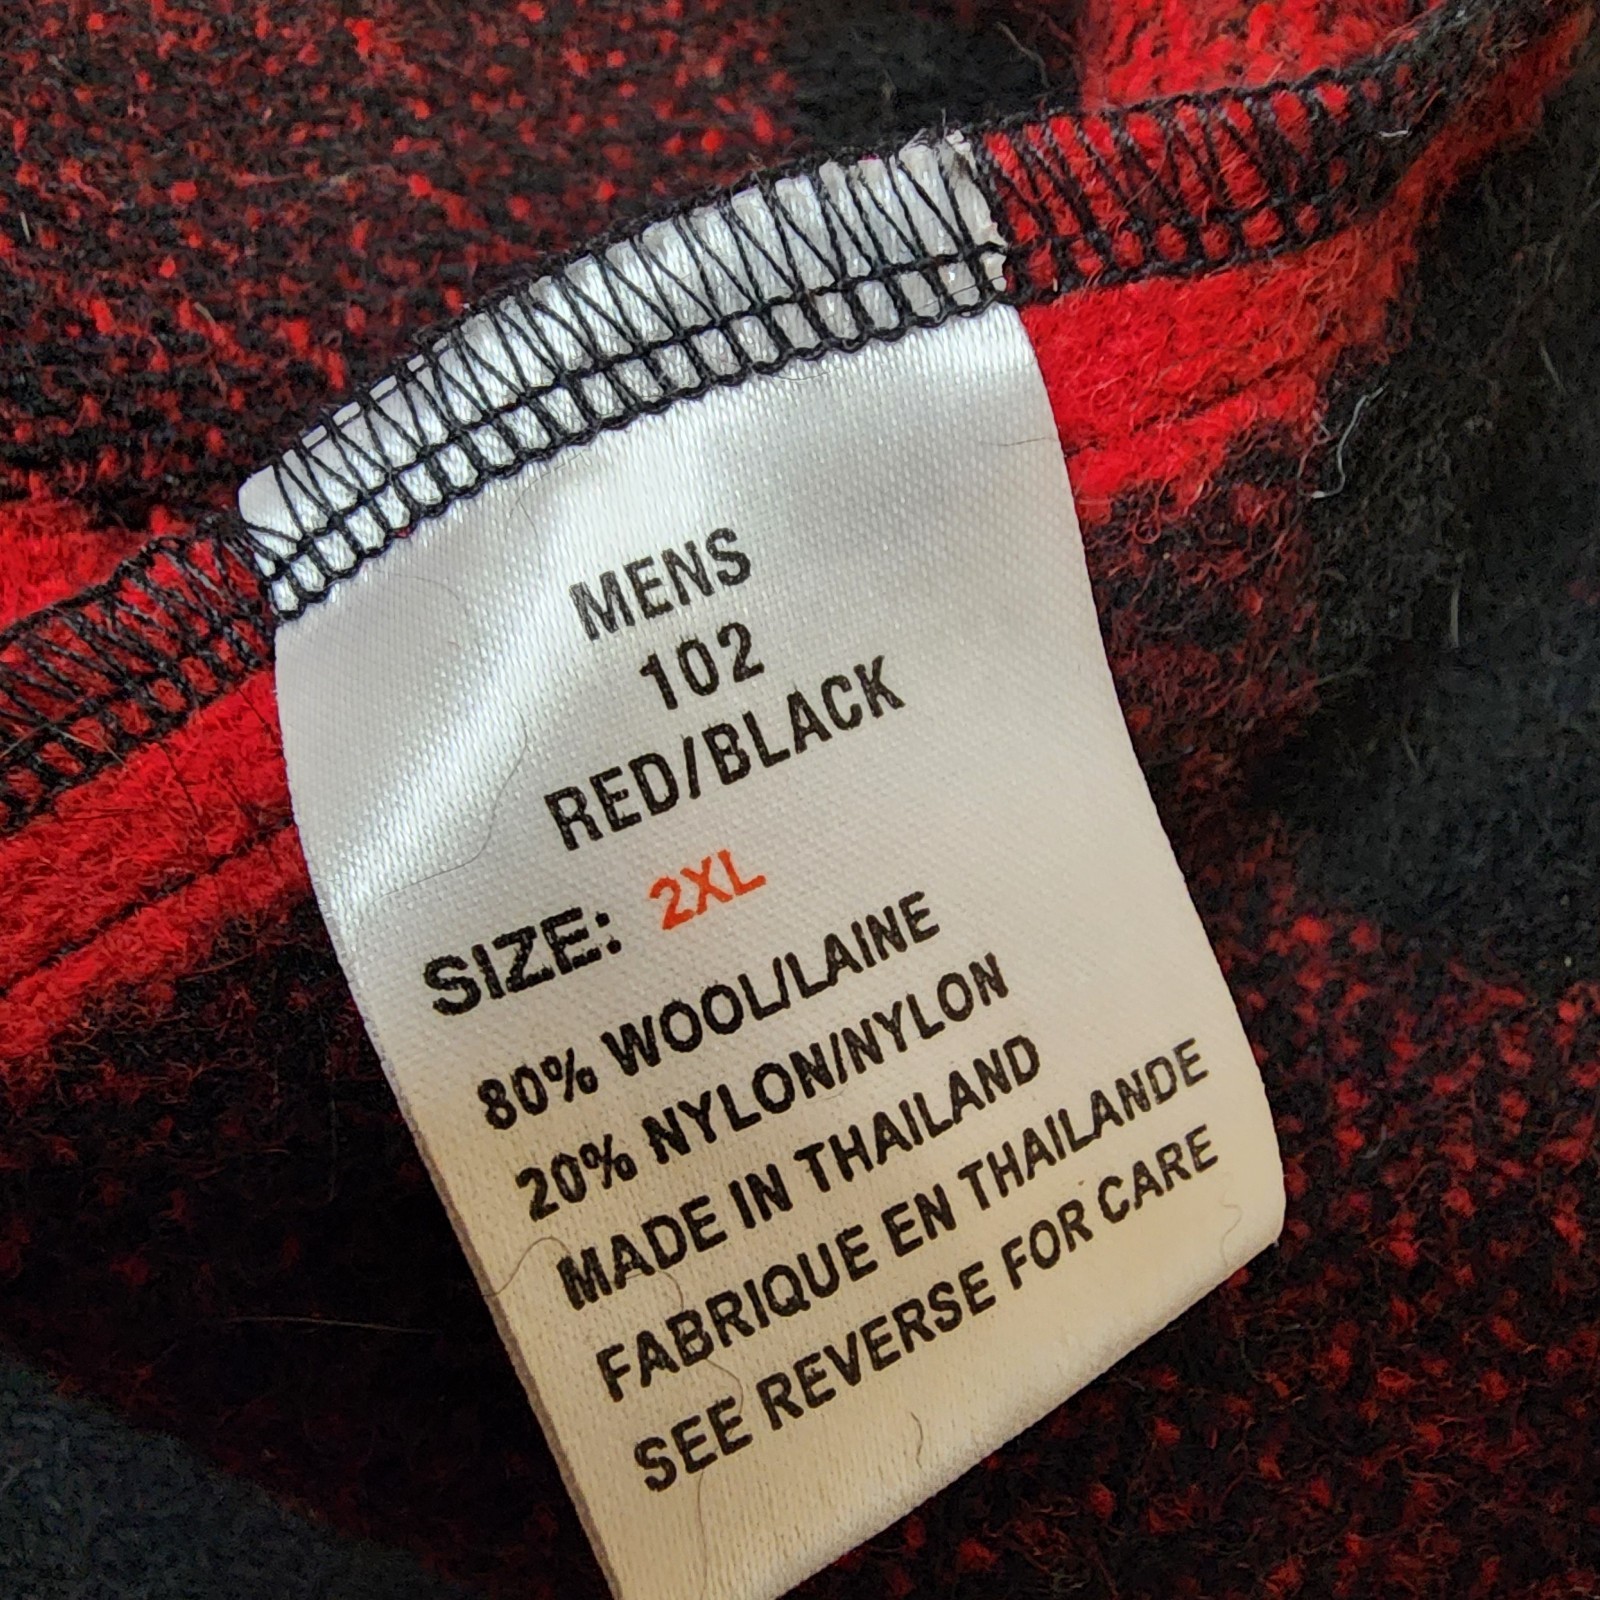 MENS
102
RED/BLACK
SIZE: 2XL
80% WOOL/LAINE
20% NYLON/NYLON
MADE IN THAILAND
FABRIQUE EN THAILANDE
SEE REVERSE FOR CARE